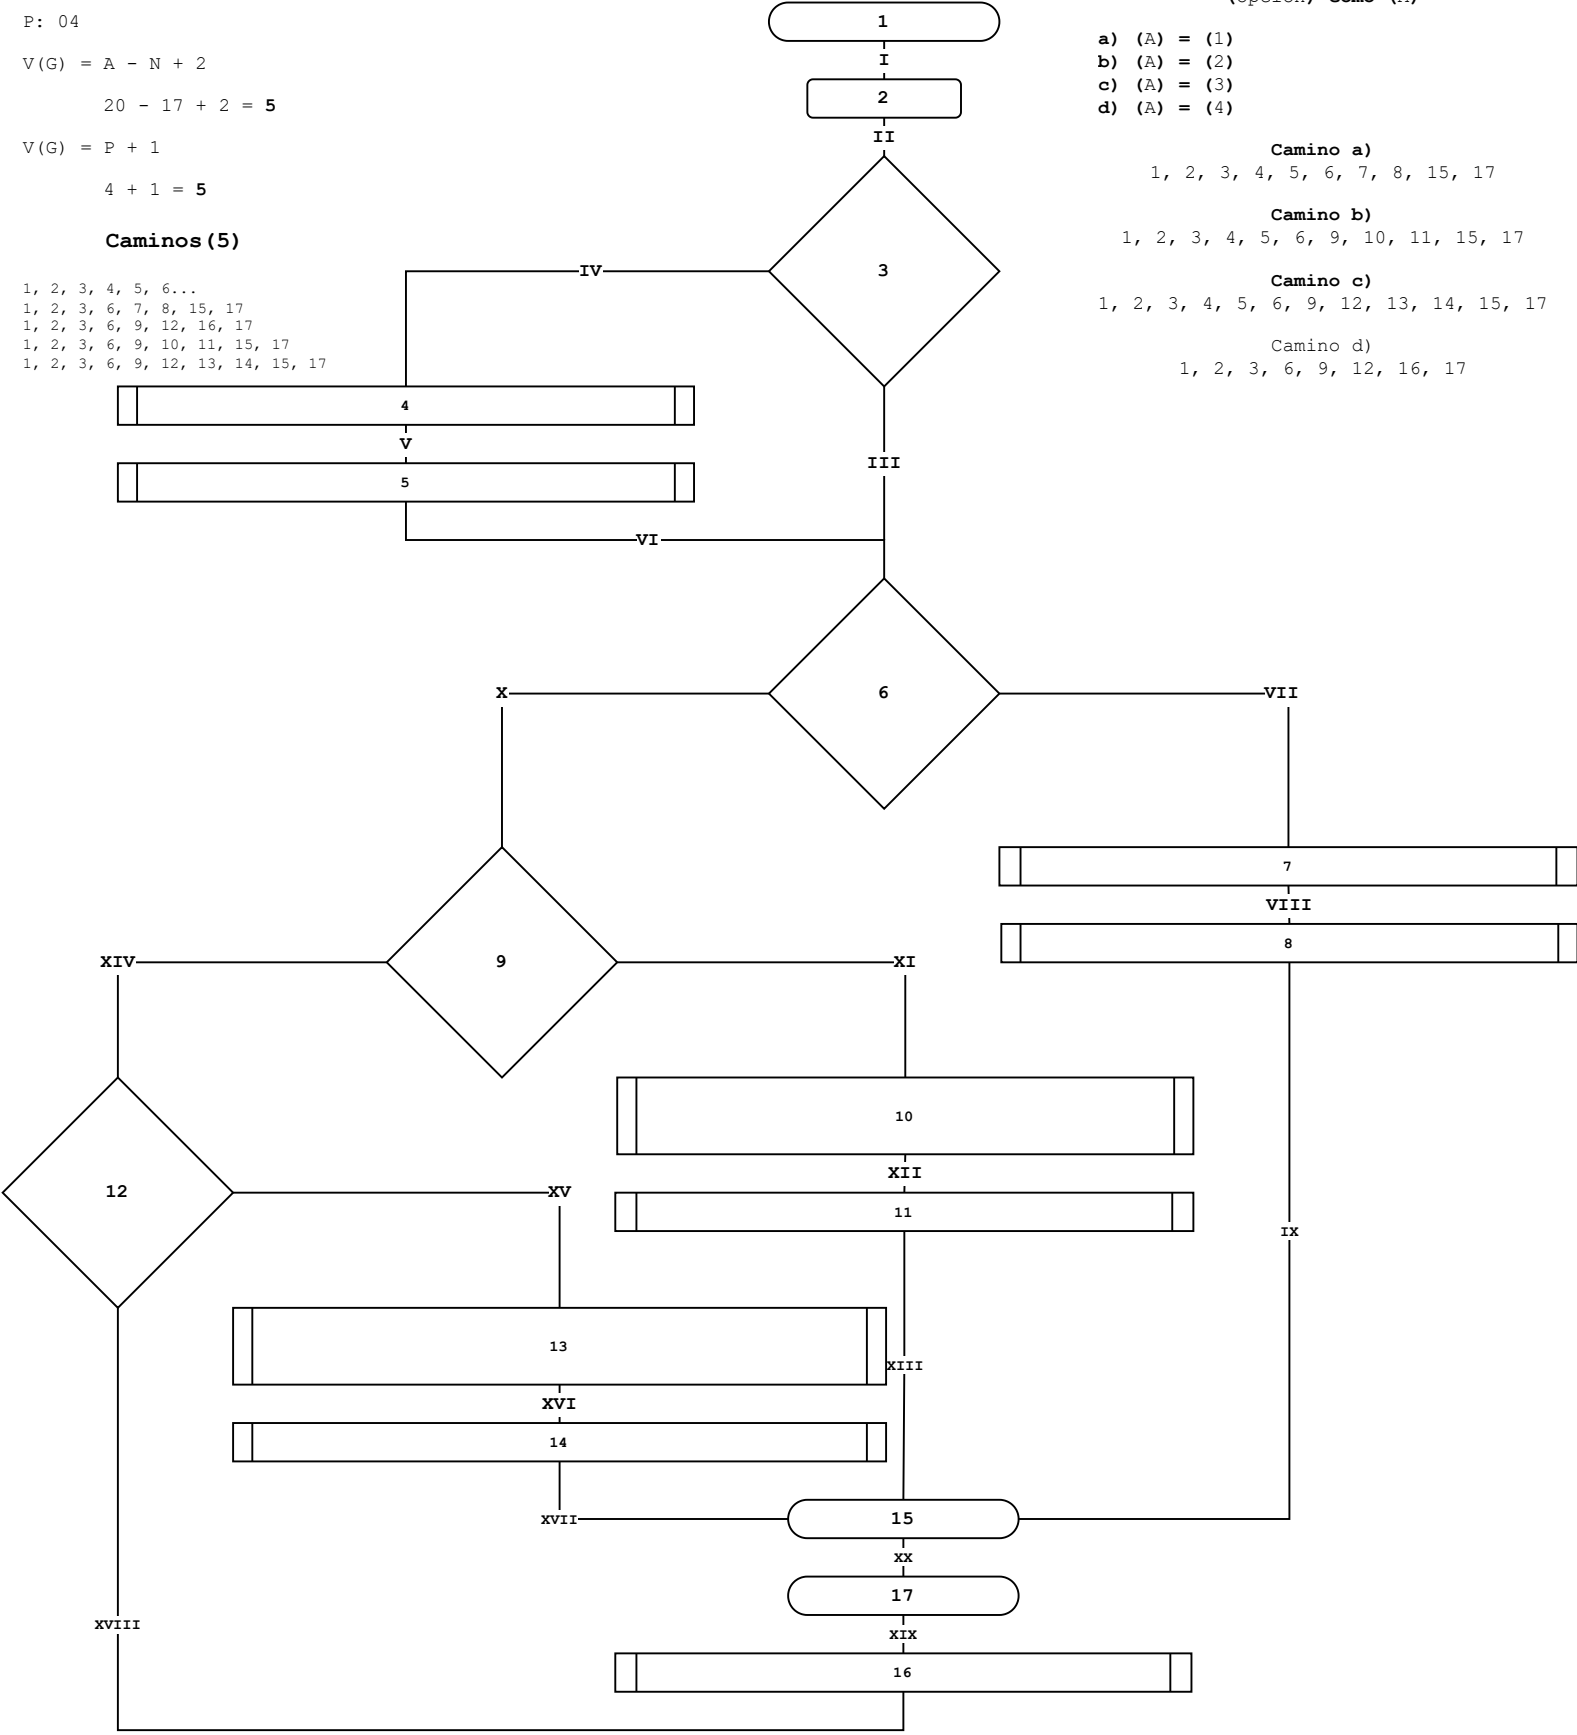 P: 04
V(G) = A - N + 2
20 - 17 + 2 = 5
V(G) = P + 1
4 + 1 = 5
Caminos(5)
1, 2, 3, 4, 5, 6...
1, 2, 3, 6, 7, 8, 15, 17
1, 2, 3, 6, 9, 12, 16, 17
1, 2, 3, 6, 9, 10, 11, 15, 17
1, 2, 3, 6, 9, 12, 13, 14, 15, 17
a) (A) = (1)
b) (A) = (2)
c) (A) = (3)
d) (A) = (4)
Camino a)
1, 2, 3, 4, 5, 6, 7, 8, 15, 17
Camino b)
1, 2, 3, 4, 5, 6, 9, 10, 11, 15, 17
Camino c)
1, 2, 3, 4, 5, 6, 9, 12, 13, 14, 15, 17
Camino d)
1, 2, 3, 6, 9, 12, 16, 17
1
I
2
II
3
IV
4
V
5
III
VI
6
X
VII
7
VIII
8
9
XIV
XI
10
12
XV
XII
11
IX
13
XIII
XVI
14
XVII
15
XX
17
XVIII
XIX
16